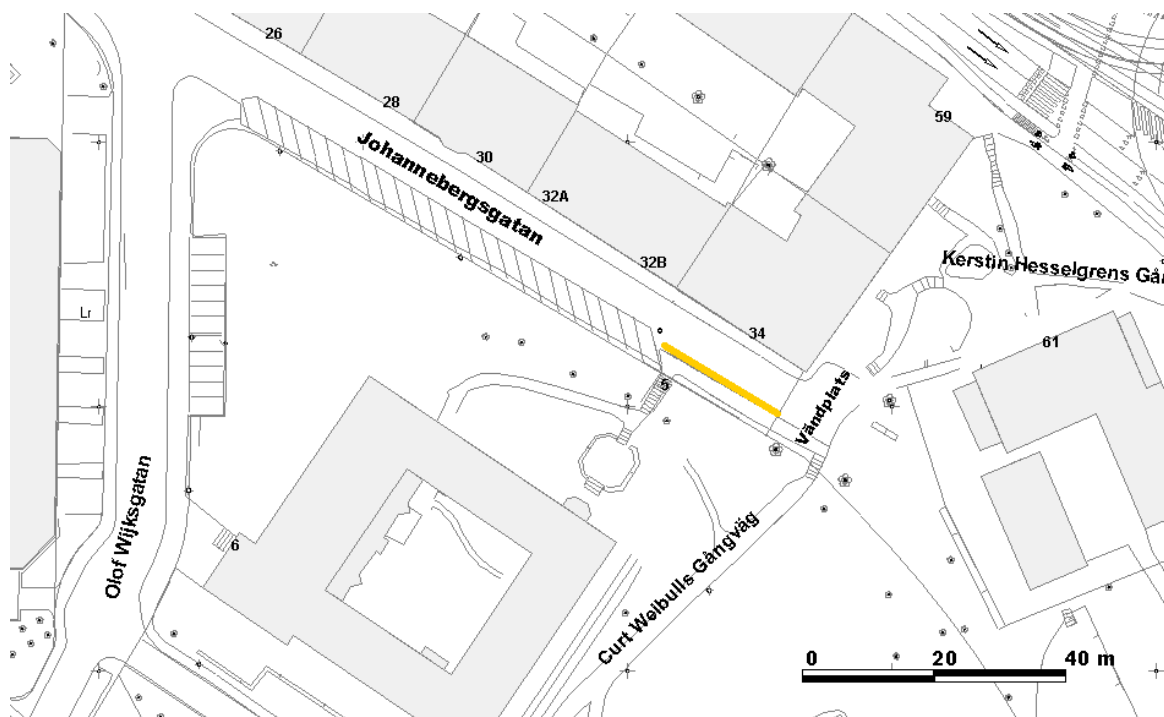 26
28
30
59
32A
Johannebergsgatan
32B
Kerstin Hesselgrens Går
Lr
34
61
5
Vändplats
Olof Wijksgatan
6
Curt Weibulls Gångväg
0 20 40 m